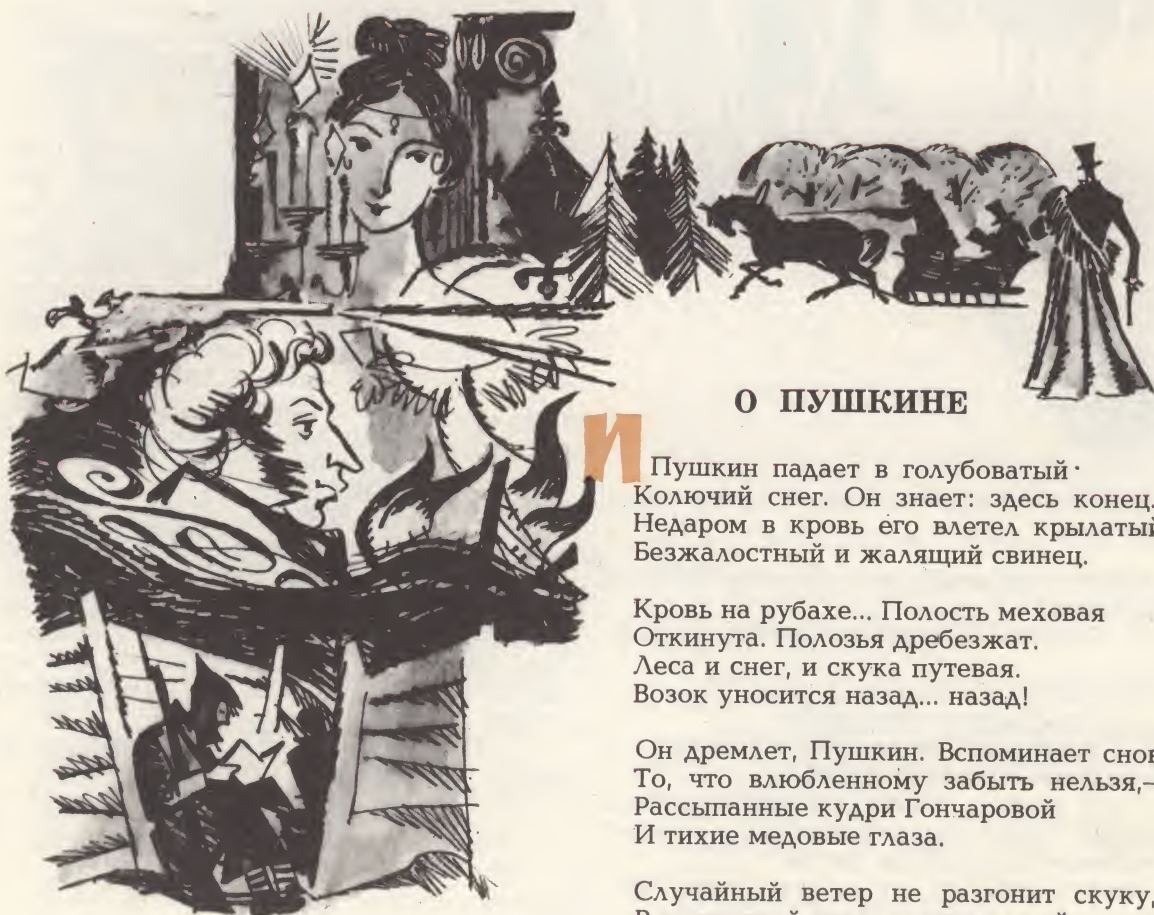 О ПУШКИНЕ
И
Пушкин падает в голубоватый
Колючий снег. Он знает: здесь конец.
Недаром в кровь его влетел крылатый
Безжалостный и жалящий свинец.
Кровь на рубахе... Полость меховая
Откинута. Полозья дребезжат.
Леса и снег, и скука путевая.
Возок уносится назад... назад!
Он дремлет, Пушкин. Вспоминает
То, что влюбленному забыть нельзя,—
Рассыпанные кудри Гончаровой
И тихие медовые глаза.
Случайный ветер не разгонит скуку,